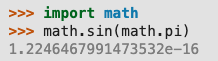 >>> import math
>>> math.sin(math.pi)
1.2246467991473532e-16